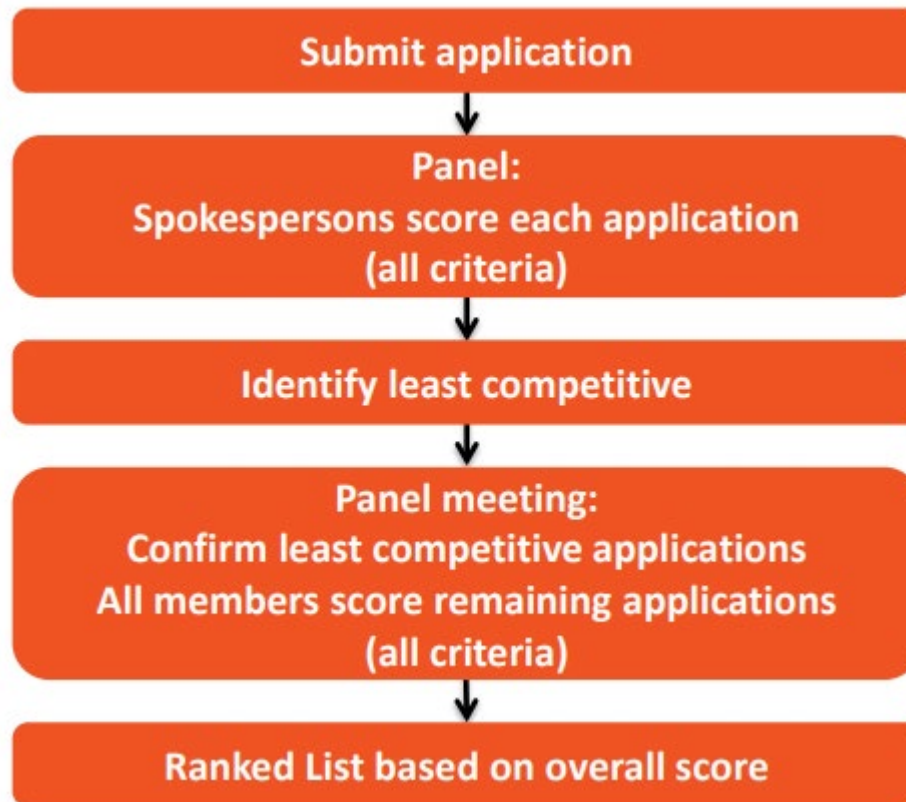 Submit application
Panel:
Spokespersons score each application
(all criteria)
Identify least competitive
Panel meeting:
Confirm least competitive applications
All members score remaining applications
(all criteria)
Ranked List based on overall score